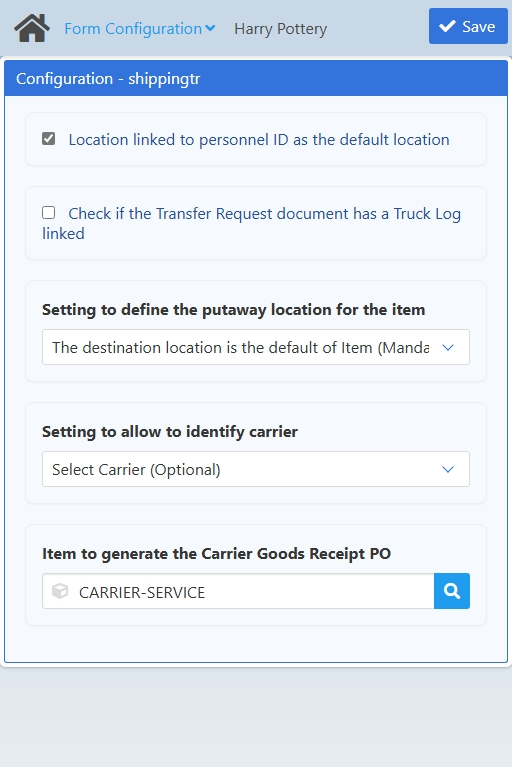 Form Configuration Harry Pottery Save
Configuration - shippingtr
Location linked to personnel ID as the default location
Check if the Transfer Request document has a Truck Log
linked
Setting to define the putaway location for the item
The destination location is the default of Item (Manda
Setting to allow to identify carrier
Select Carrier (Optional)
Item to generate the Carrier Goods Receipt PO
CARRIER-SERVICE